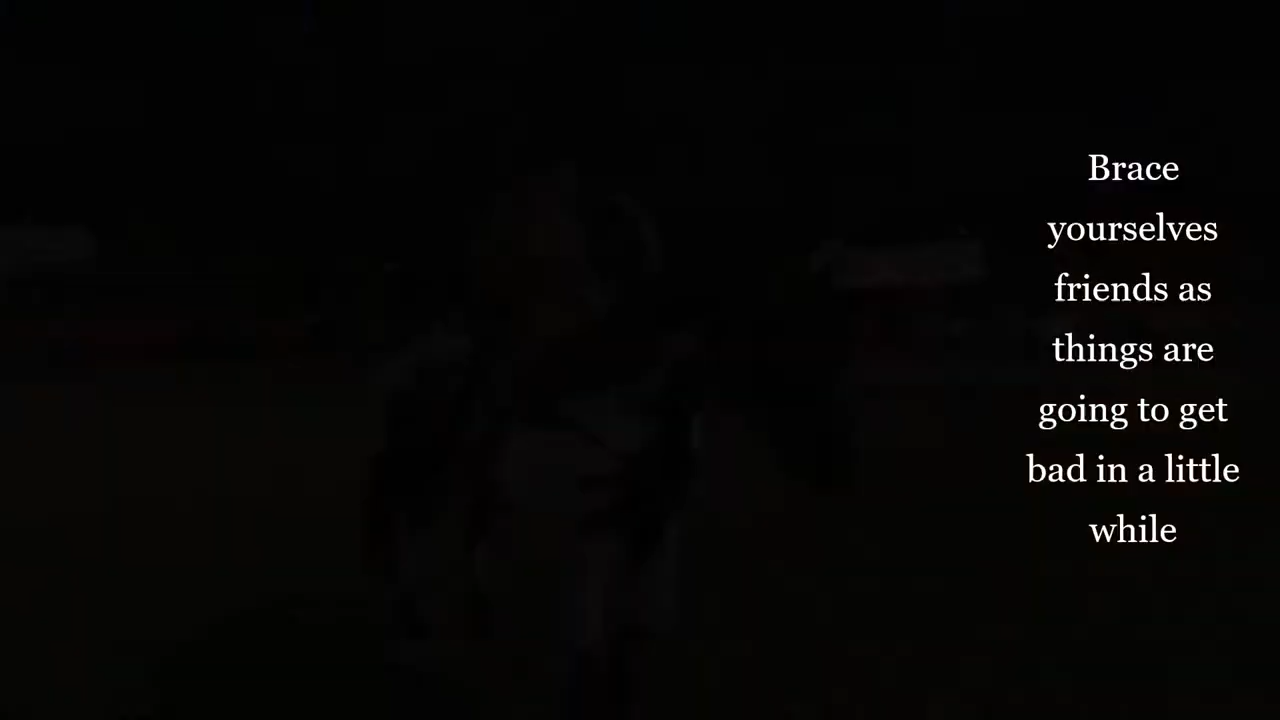 Brace
yourselves
friends as
things are
going to get
bad in a little
while